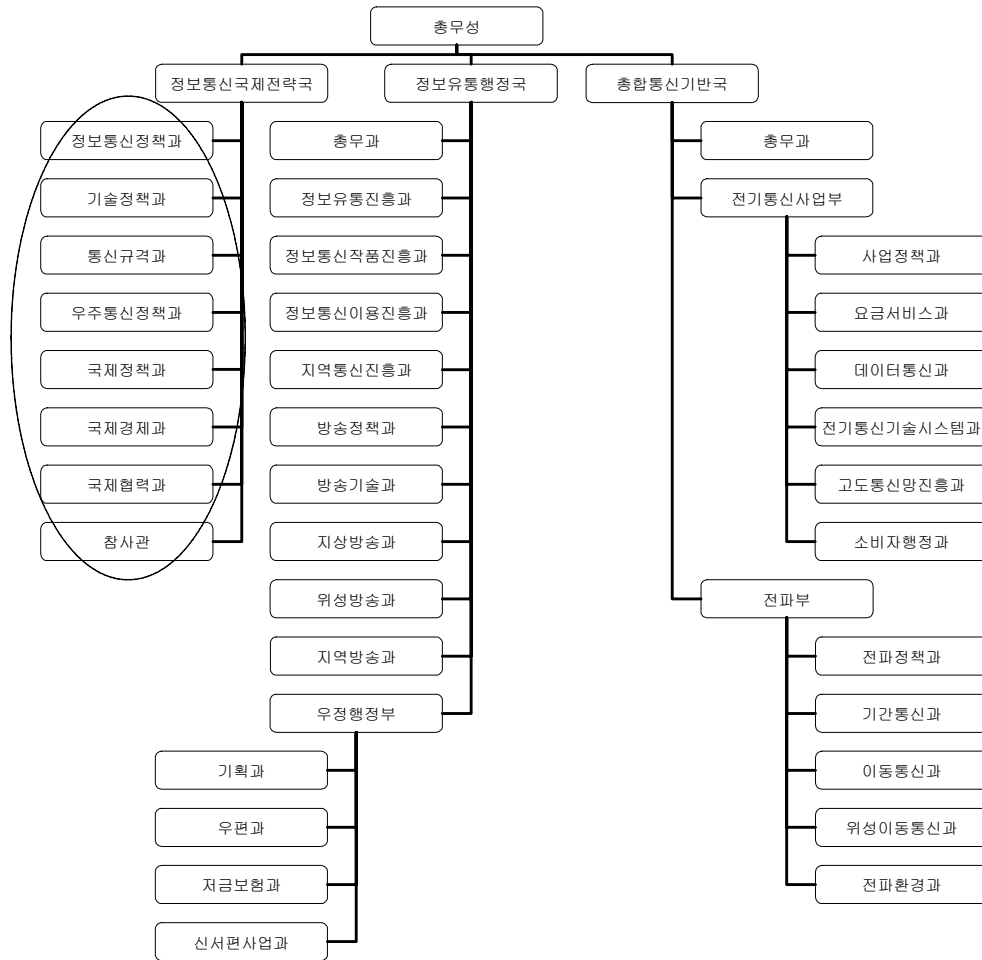 총무성
정보통신국제전략국
정보유통행정국
총합통신기반국
정보통신정책과
기술정책과
통신규격과
우주통신정책과
국제정책과
국제경제과
국제협력과
참사관
총무과
정보유통진흥과
정보통신작품진흥과
정보통신이용진흥과
지역통신진흥과
방송정책과
방송기술과
지상방송과
위성방송과
지역방송과
우정행정부
기획과
우편과
저금보험과
신서편사업과
총무과
전기통신사업부
사업정책과
요금서비스과
데이터통신과
전기통신기술시스템과
고도통신망진흥과
소비자행정과
전파부
전파정책과
기간통신과
이동통신과
위성이동통신과
전파환경과